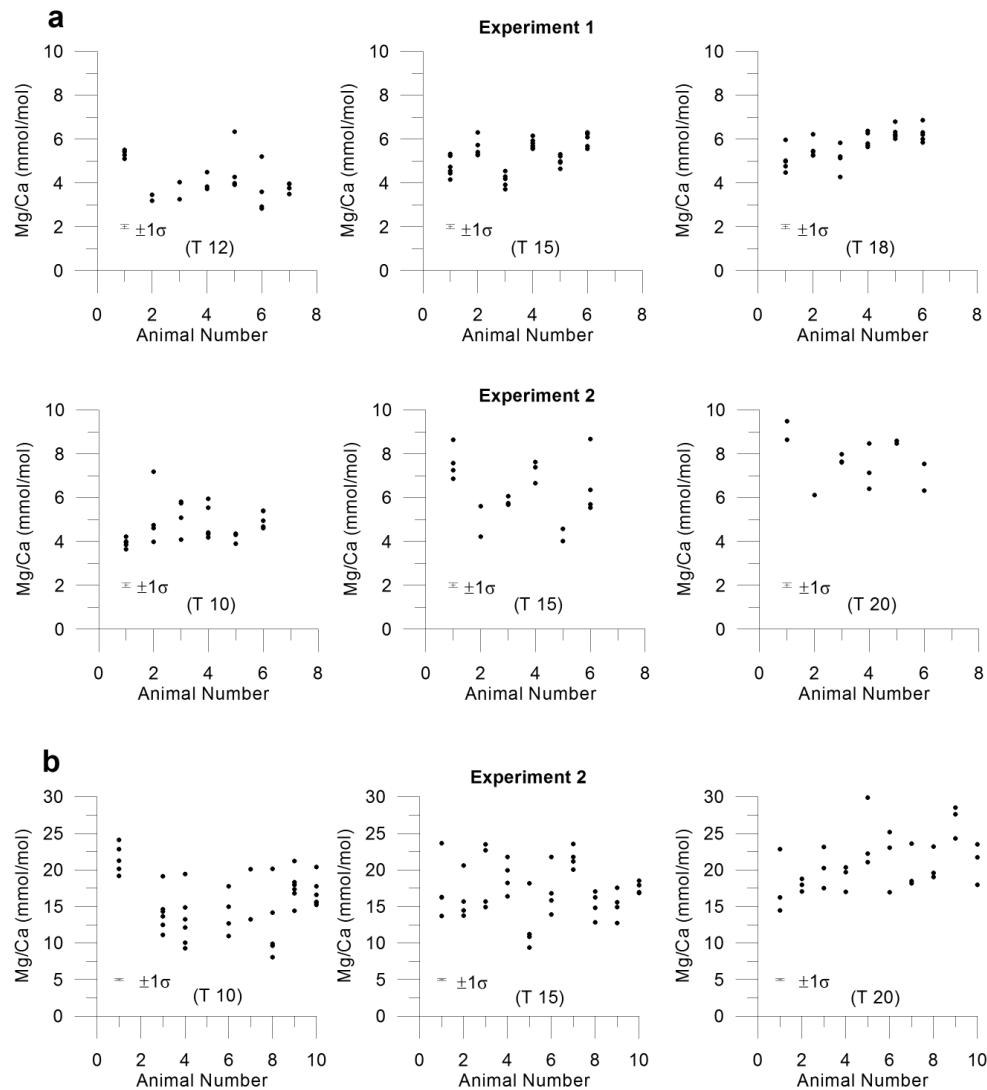 a
Experiment 1
10
8
6
4
2
0
Mg/Ca (mmol/mol)
±1σ
(T 12)
0 2 4 6 8
Animal Number
10
8
6
4
2
0
Mg/Ca (mmol/mol)
±1σ
(T 15)
0 2 4 6 8
Animal Number
10
8
6
4
2
0
Mg/Ca (mmol/mol)
±1σ
(T 18)
0 2 4 6 8
Animal Number
Experiment 2
10
8
6
4
2
0
Mg/Ca (mmol/mol)
±1σ
(T 10)
0 2 4 6 8
Animal Number
10
8
6
4
2
0
Mg/Ca (mmol/mol)
±1σ
(T 15)
0 2 4 6 8
Animal Number
10
8
6
4
2
0
Mg/Ca (mmol/mol)
±1σ
(T 20)
0 2 4 6 8
Animal Number
b
Experiment 2
30
25
20
15
10
5
0
Mg/Ca (mmol/mol)
±1σ
(T 10)
0 2 4 6 8 10
Animal Number
30
25
20
15
10
5
0
Mg/Ca (mmol/mol)
±1σ
(T 15)
0 2 4 6 8 10
Animal Number
30
25
20
15
10
5
0
Mg/Ca (mmol/mol)
±1σ
(T 20)
0 2 4 6 8 10
Animal Number